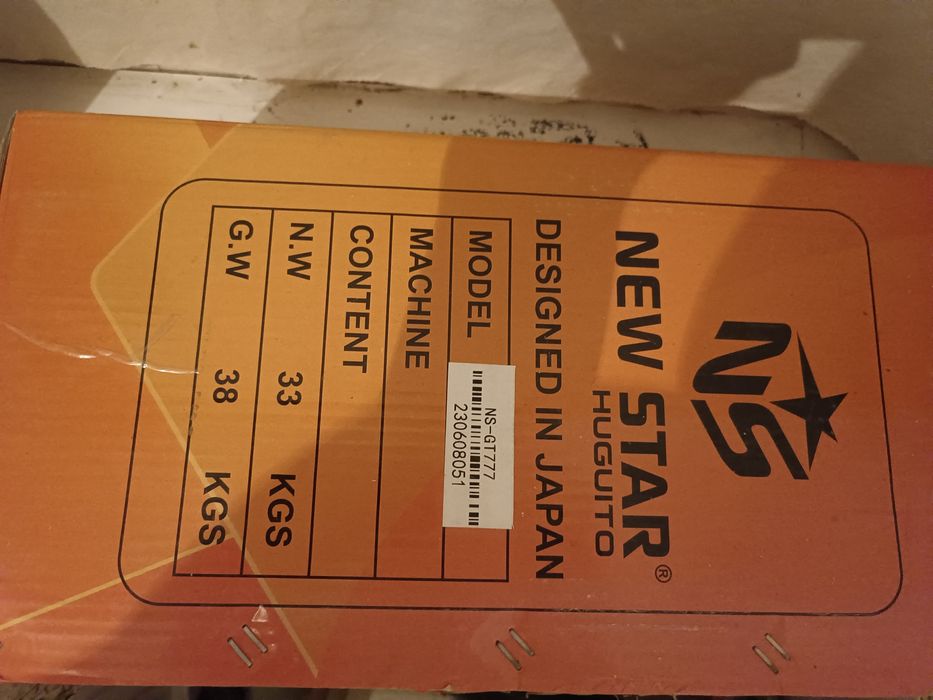 NS
NEW STAR®
HUGUITO
DESIGNED IN JAPAN
MODEL NS-GT777
230608051
MACHINE
CONTENT
N.W 33 KGS
G.W 38 KGS